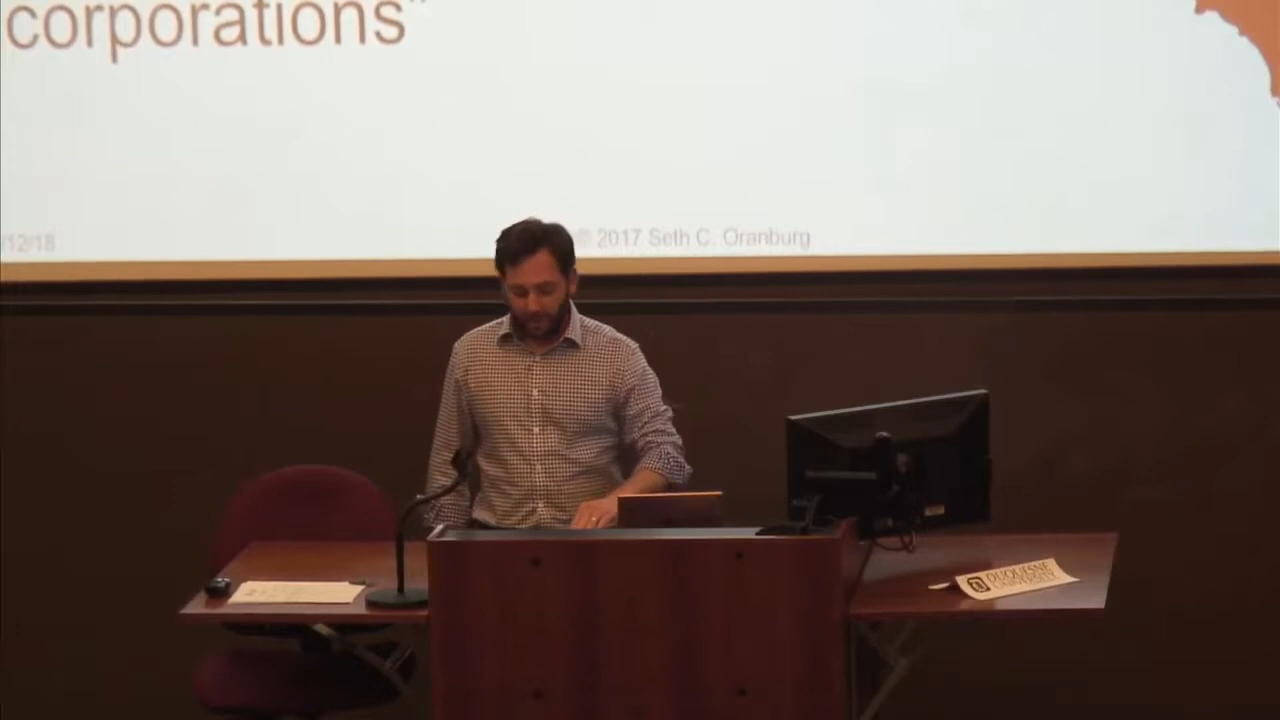 corporations"
/12/18
© 2017 Seth C. Oranburg
DUQUESNE
UNIVERSITY